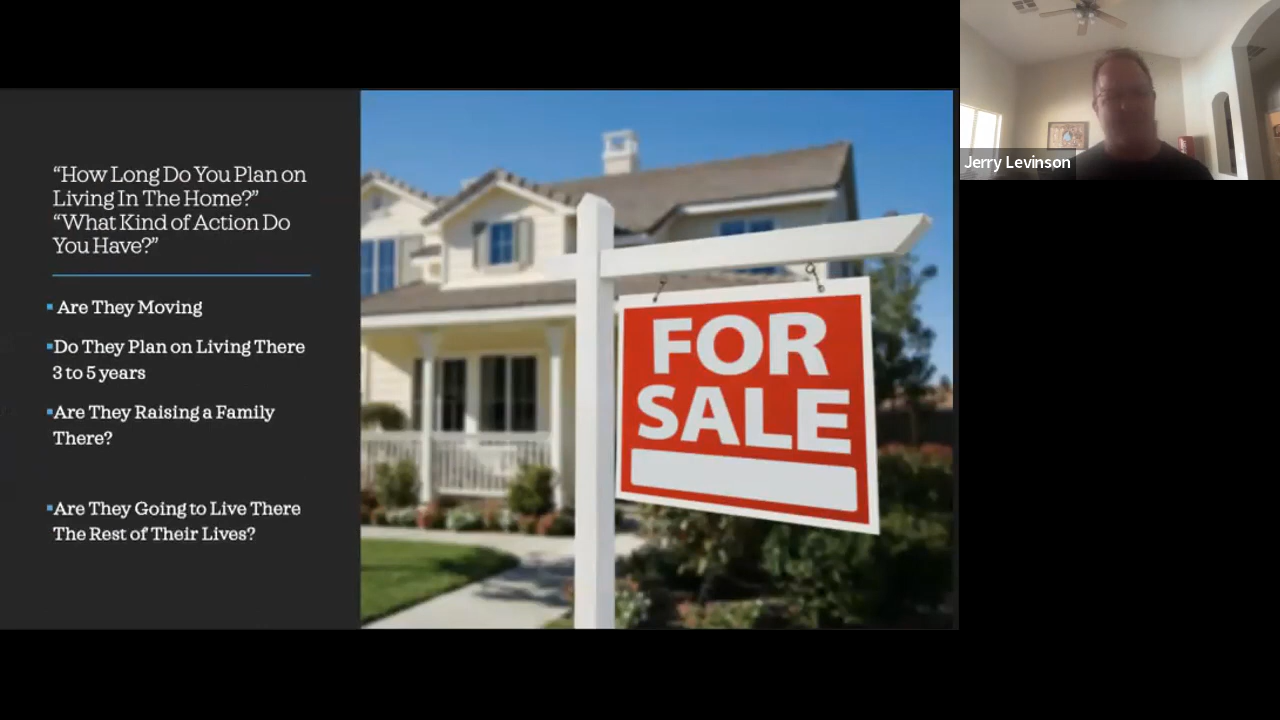 “How Long Do You Plan on
Living In The Home?”
“What Kind of Action Do
You Have?”
▪ Are They Moving
▪Do They Plan on Living There
3 to 5 years
▪Are They Raising a Family
There?
▪Are They Going to Live There
The Rest of Their Lives?
FOR
SALE
Jerry Levinson